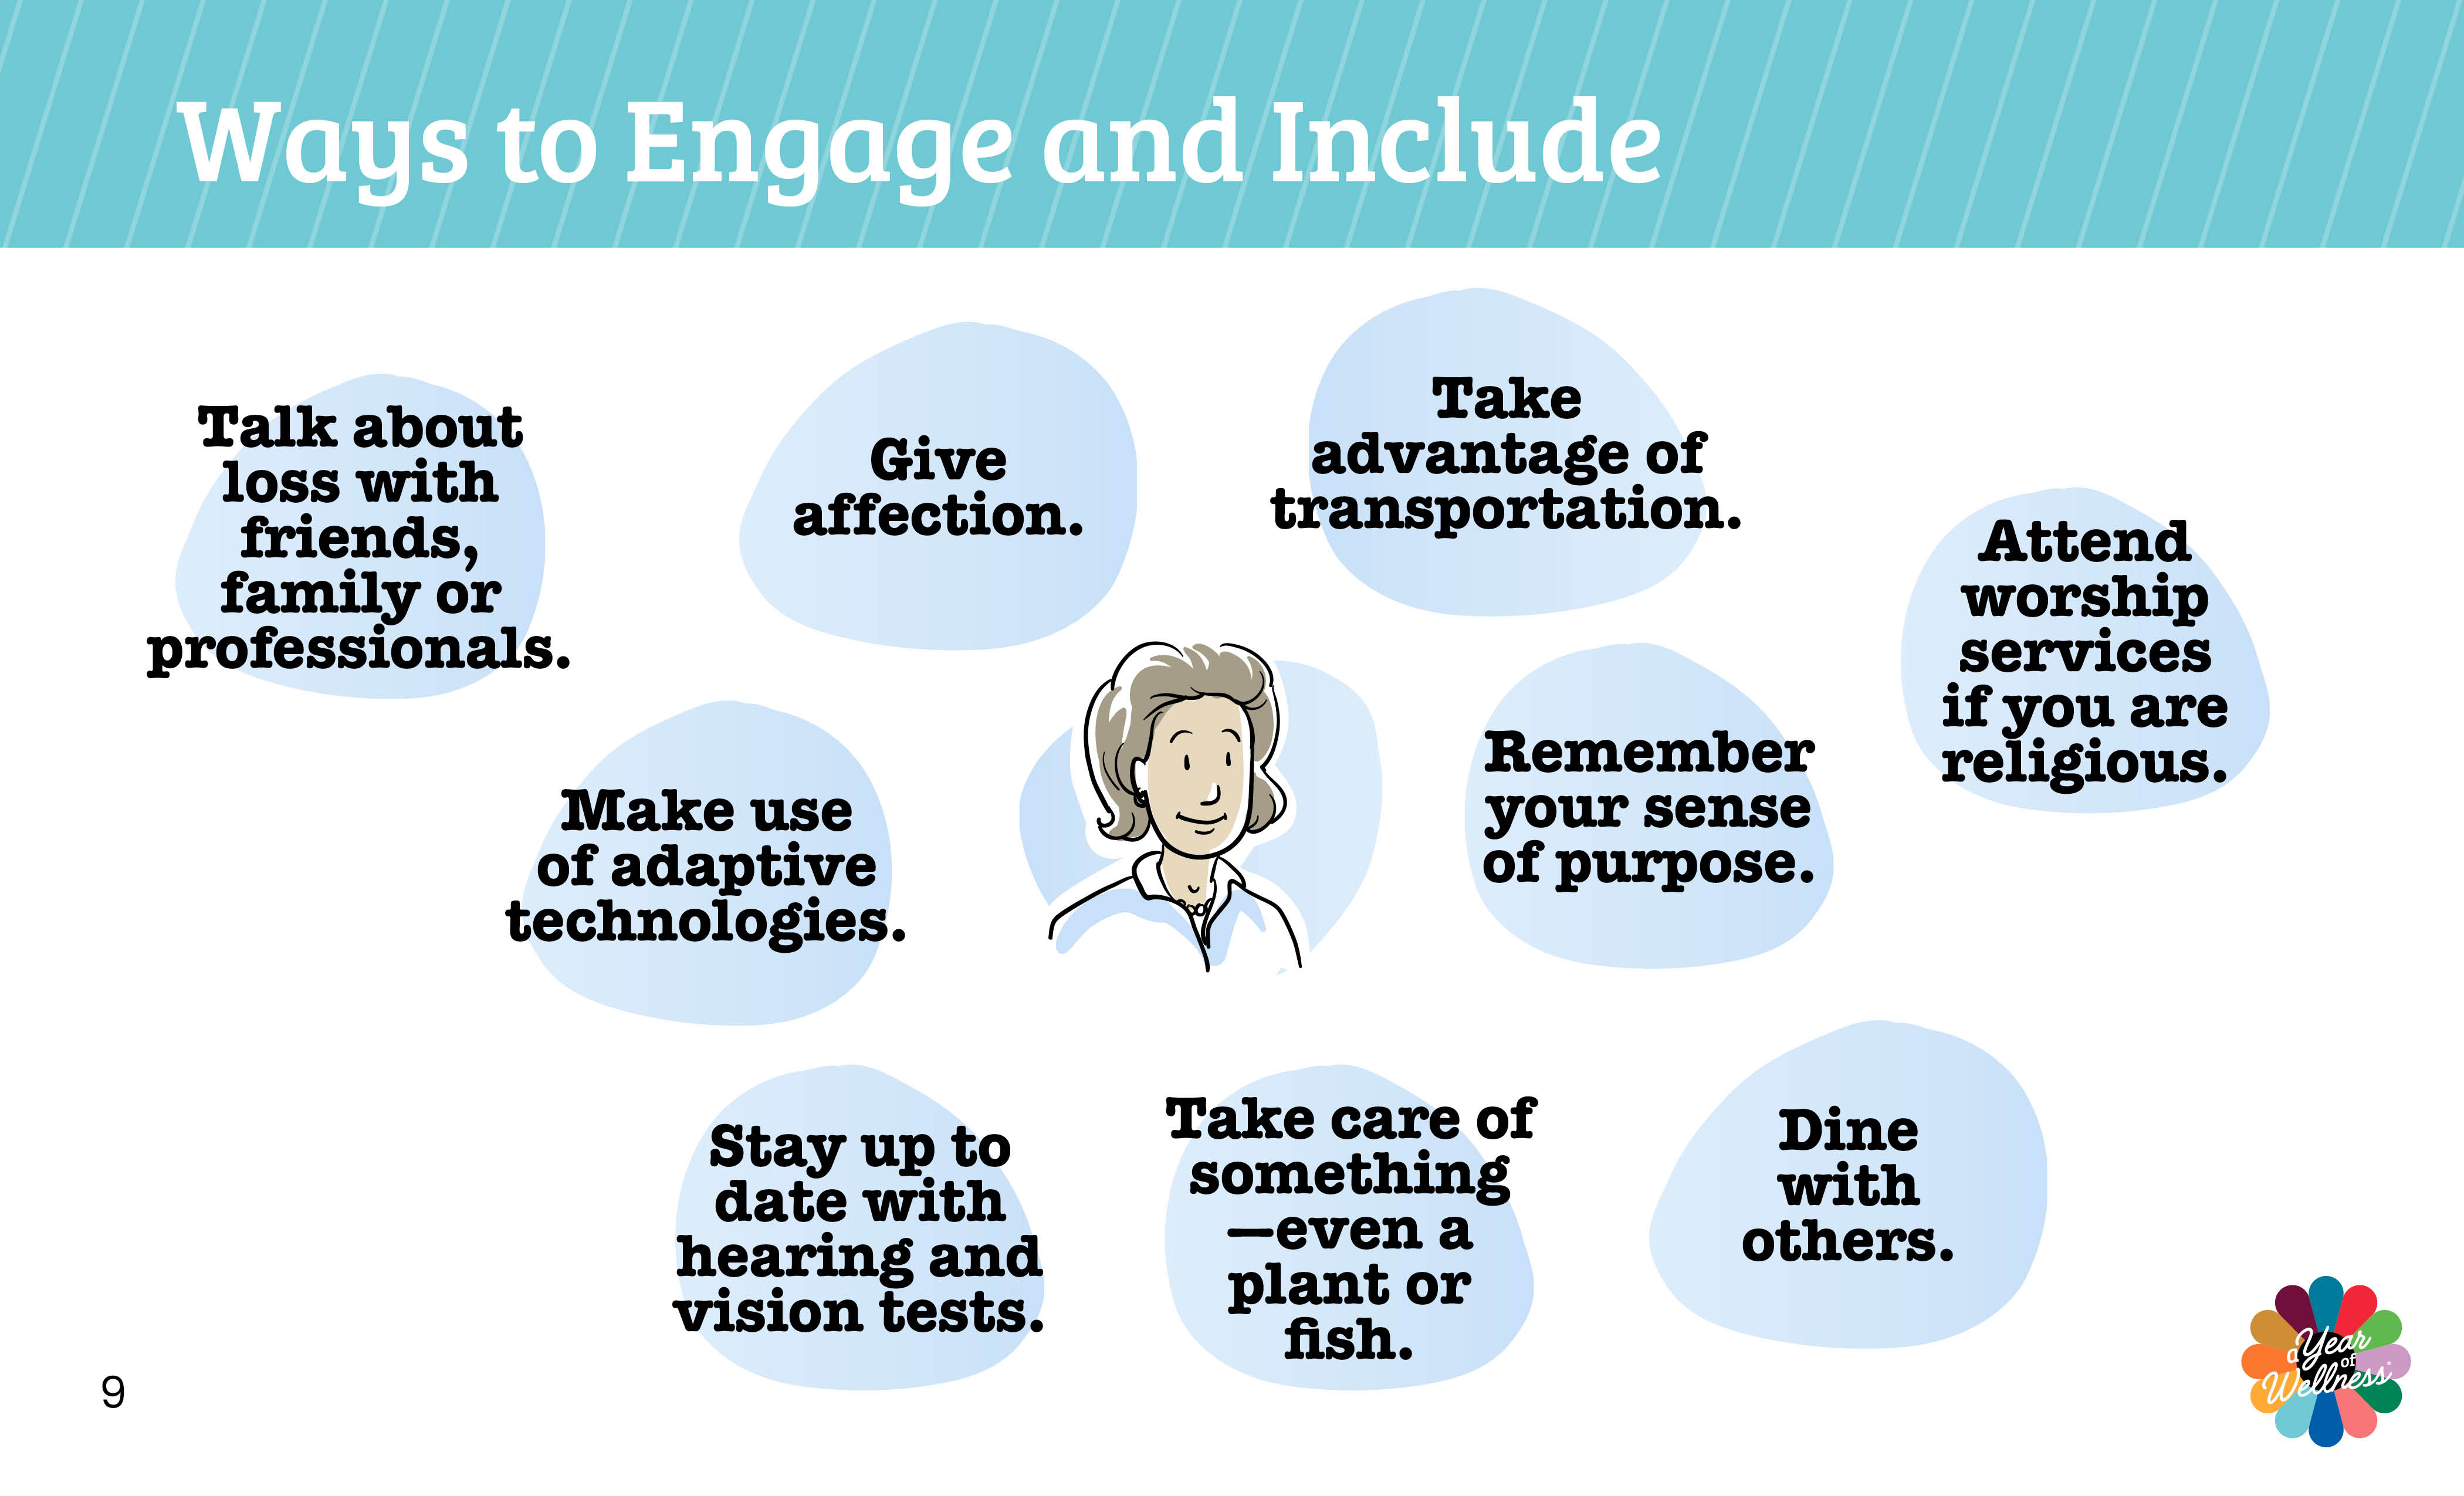 Ways to Engage and Include
Talk about
loss with
friends,
family or
professionals.
Give
affection.
Take
advantage of
transportation.
Attend
worship
services
if you are
religious.
Make use
of adaptive
technologies.
Remember
your sense
of purpose.
Stay up to
date with
hearing and
vision tests.
Take care of
something
—even a
plant or
fish.
Dine
with
others.
9
a Year
of
Wellness